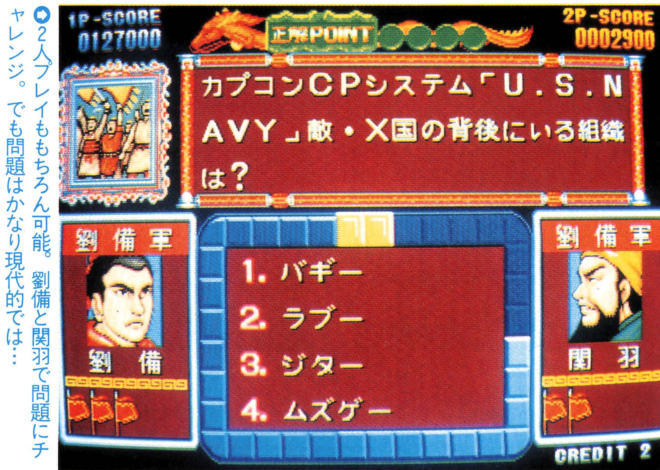 ➲2人プレイももちろん可能。劉備と関羽で問題にチ
ャレンジ。でも問題はかなり現代的では…
1P-SCORE
0127000
正解POINT
2P-SCORE
0002900
カプコンCPシステム「U.S.N
AVY」敵・X国の背後にいる組織
は?
劉備軍
劉備
1. バギー
2. ラブー
3. ジター
4. ムズゲー
劉備軍
関羽
CREDIT 2